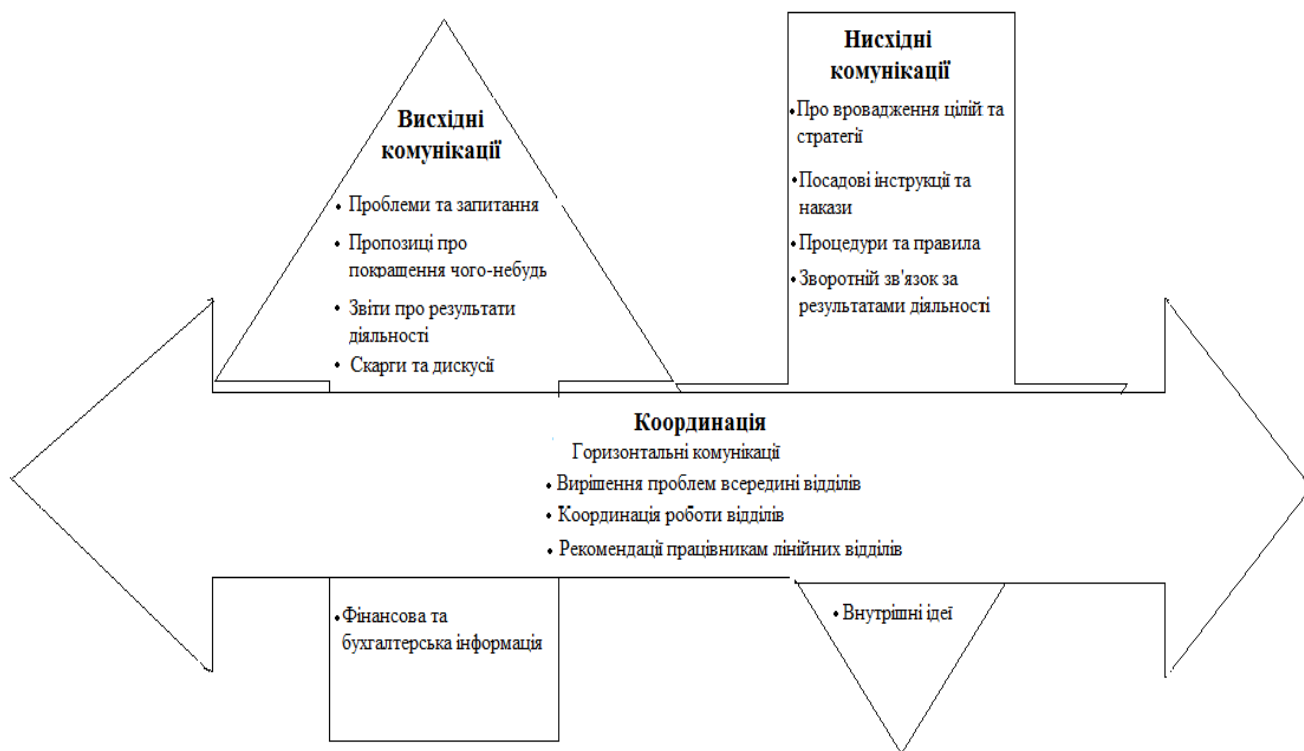 Висхідні
комунікації
• Проблеми та запитання
• Пропозиці про
покращення чого-небудь
• Звіти про результати
діяльності
• Скарги та дискусії
Нисхідні
комунікації
• Про вровадження цілій та
стратегії
• Посадові інструкції та
накази
• Процедури та правила
• Зворотній зв'язок за
результатами діяльності
Координація
Горизонтальні комунікації
• Вирішення проблем всередині відділів
• Координація роботи відділів
• Рекомендації працівникам лінійних відділів
• Фінансова та
бухгалтерська інформація
• Внутрішні ідеї